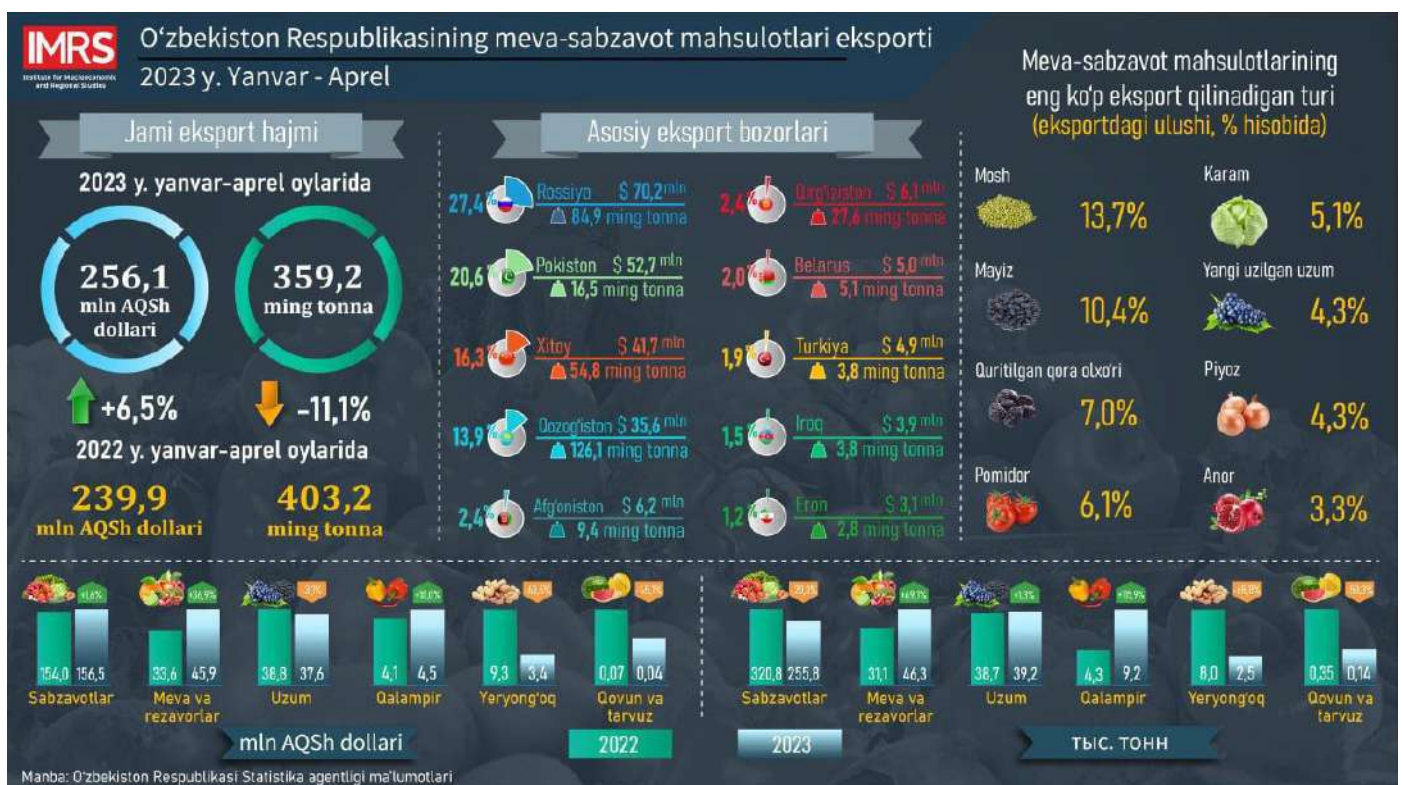 IMRS
Institute for Macroeconomic
and Regional Studies
O‘zbekiston Respublikasining meva-sabzavot mahsulotlari eksporti
2023 y. Yanvar - Aprel
Jami eksport hajmi
2023 y. yanvar-aprel oylarida
256,1
mln AQSh
dollari
359,2
ming tonna
+6,5%
-11,1%
2022 y. yanvar-aprel oylarida
239,9
mln AQSh dollari
403,2
ming tonna
Asosiy eksport bozorlari
27,4%
Rossiya $ 70,2 mln
84,9 ming tonna
20,6%
Pokiston $ 52,7 mln
16,5 ming tonna
16,3%
Xitoy $ 41,7 mln
54,8 ming tonna
13,9%
Qozog‘iston $ 35,6 mln
126,1 ming tonna
2,4%
Afg‘oniston $ 6,2 mln
9,4 ming tonna
2,4%
Qirg‘iziston $ 6,1 mln
27,6 ming tonna
2,0%
Belarus $ 5,0 mln
5,1 ming tonna
1,9%
Turkiya $ 4,9 mln
3,8 ming tonna
1,5%
Iroq $ 3,9 mln
3,8 ming tonna
1,2%
Eron $ 3,1 mln
2,8 ming tonna
Meva-sabzavot mahsulotlarining
eng ko‘p eksport qilinadigan turi
(eksportdagi ulushi, % hisobida)
Mosh
13,7%
Karam
5,1%
Mayiz
10,4%
Yangi uzilgan uzum
4,3%
Quritilgan qora olxo‘ri
7,0%
Piyoz
4,3%
Pomidor
6,1%
Anor
3,3%
+1,6% +36,9%
154,0 156,5 33,6 45,9 38,8 37,6 4,1 4,5 9,3 3,4 0,07 0,04
Sabzavotlar Meva va Uzum Qalampir Yeryong‘oq Qovun va
rezavorlar tarvuz
mln AQSh dollari
2022
320,8 255,8 31,1 46,3 38,7 39,2 4,3 9,2 8,0 2,5 0,35 0,14
Sabzavotlar Meva va Uzum Qalampir Yeryong‘oq Qovun va
rezavorlar tarvuz
2023
тыс. тонн
Manba: O‘zbekiston Respublikasi Statistika agentligi ma’lumotlari